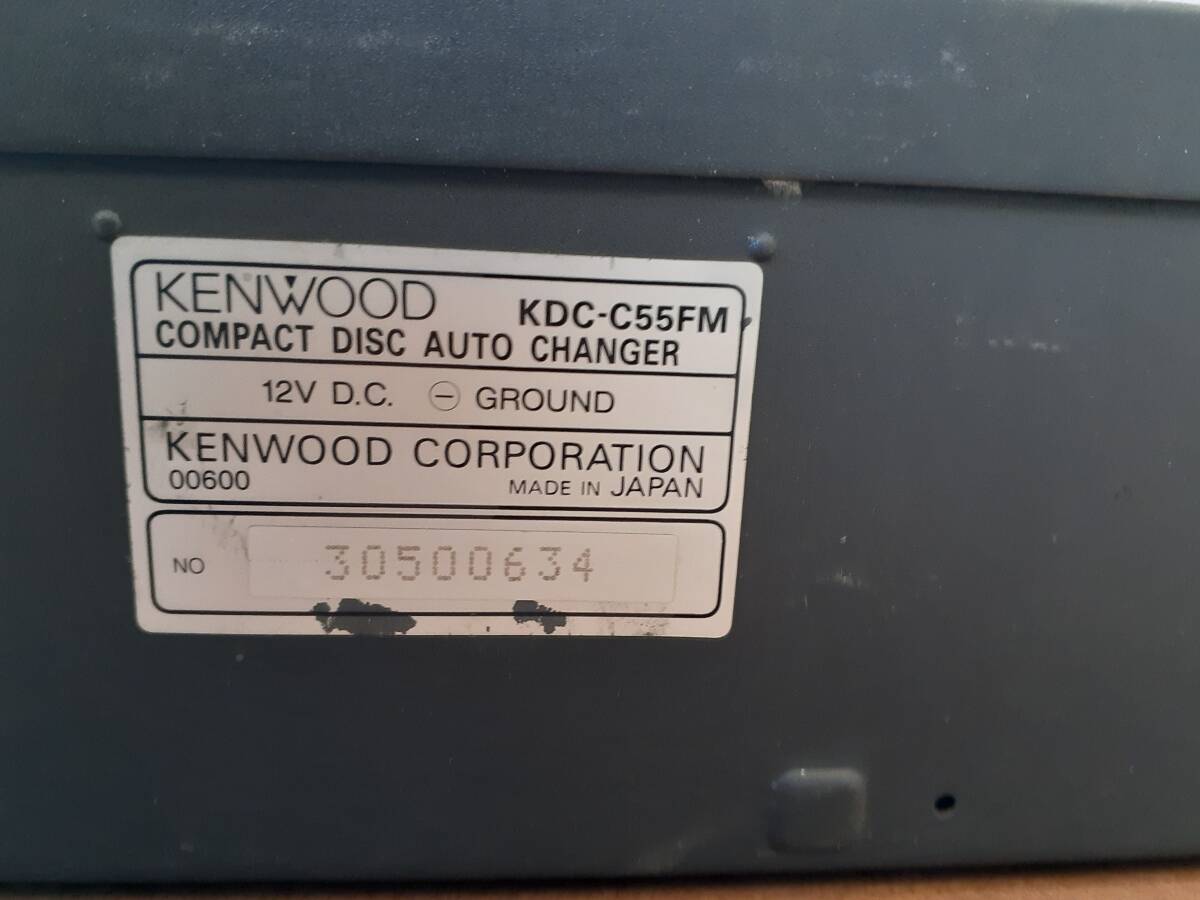 KENWOOD KDC-C55FM
COMPACT DISC AUTO CHANGER
12V D.C. ⊖ GROUND
KENWOOD CORPORATION
00600 MADE IN JAPAN
NO 30500634